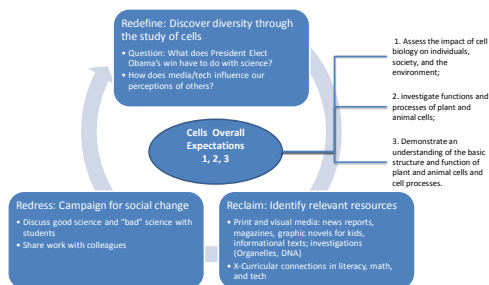 Redefine: Discover diversity through
the study of cell
• Question: What does President Elect
Obama's win have to do with science?
• How does media/tech influence our
perceptions of others?
1. Assess the impact of cell
biology on individuals,
society, and the
environment;
2. investigate functions and
processes of plant and
animal cells;
3. Demonstrate an
understanding of the basic
structure and function of
plant and animal cells and
cell processes.
Cells Overall
Expectations
1, 2, 3
Redress: Campaign for social change
• Discuss good science and "bad" science with
students
• Share work with colleagues
Reclaim: Identify relevant resources
• Print and visual media: news reports,
magazines, graphic novels for kids,
informational texts; investigations
(Organelles, DNA)
• X-Curricular connections in literacy, math,
and tech